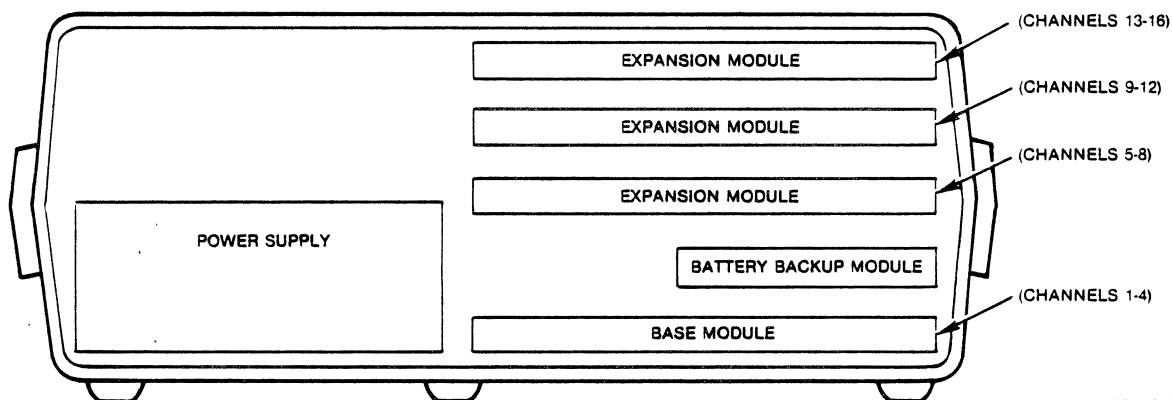 (CHANNELS 13-16)
EXPANSION MODULE
(CHANNELS 9-12)
EXPANSION MODULE
(CHANNELS 5-8)
EXPANSION MODULE
POWER SUPPLY
BATTERY BACKUP MODULE
(CHANNELS 1-4)
BASE MODULE